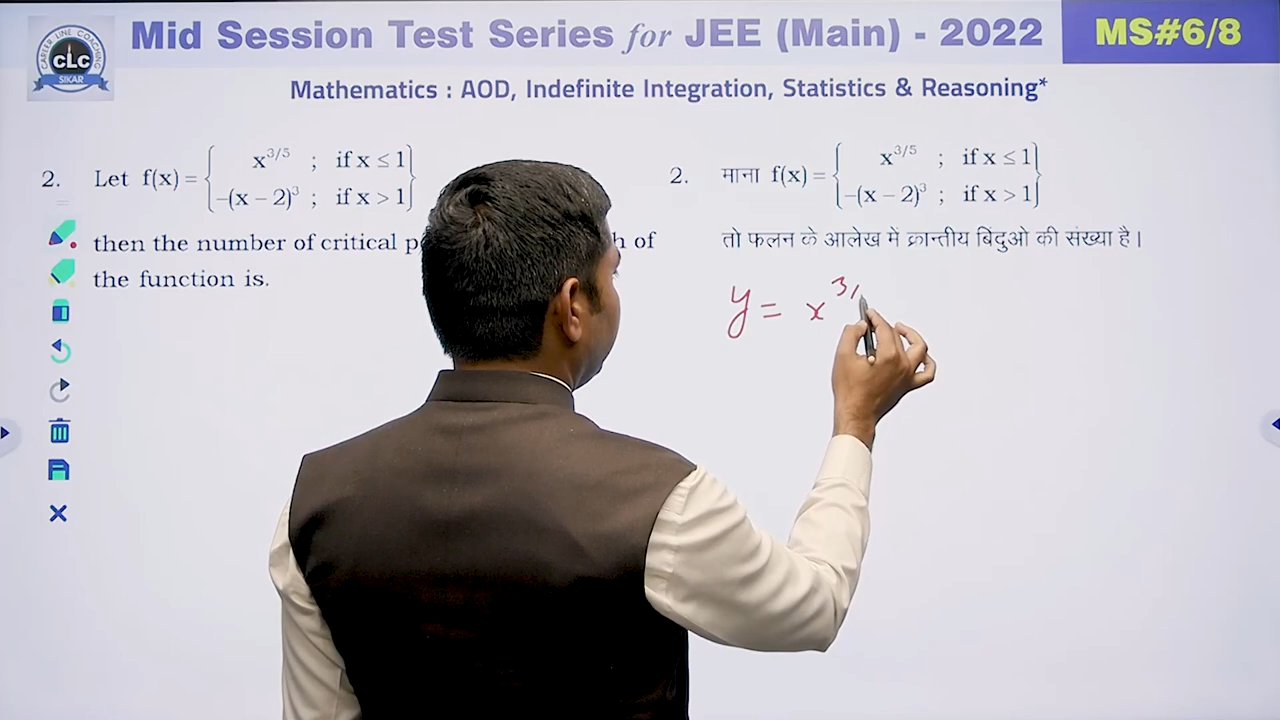 Mid Session Test Series for JEE (Main) - 2022
MS#6/8
CAREER LINE COACHING
CLC
SIKAR
Mathematics : AOD, Indefinite Integration, Statistics & Reasoning*
2. Let f(x) = { x^{3/5} ; if x ≤ 1
-(x – 2)³ ; if x > 1 }
then the number of critical of
the function is.
2. माना f(x) = { x^{3/5} ; if x ≤ 1
-(x – 2)³ ; if x > 1 }
तो फलन के आलेख में क्रान्तीय बिदुओ की संख्या है।
y = x^{3/